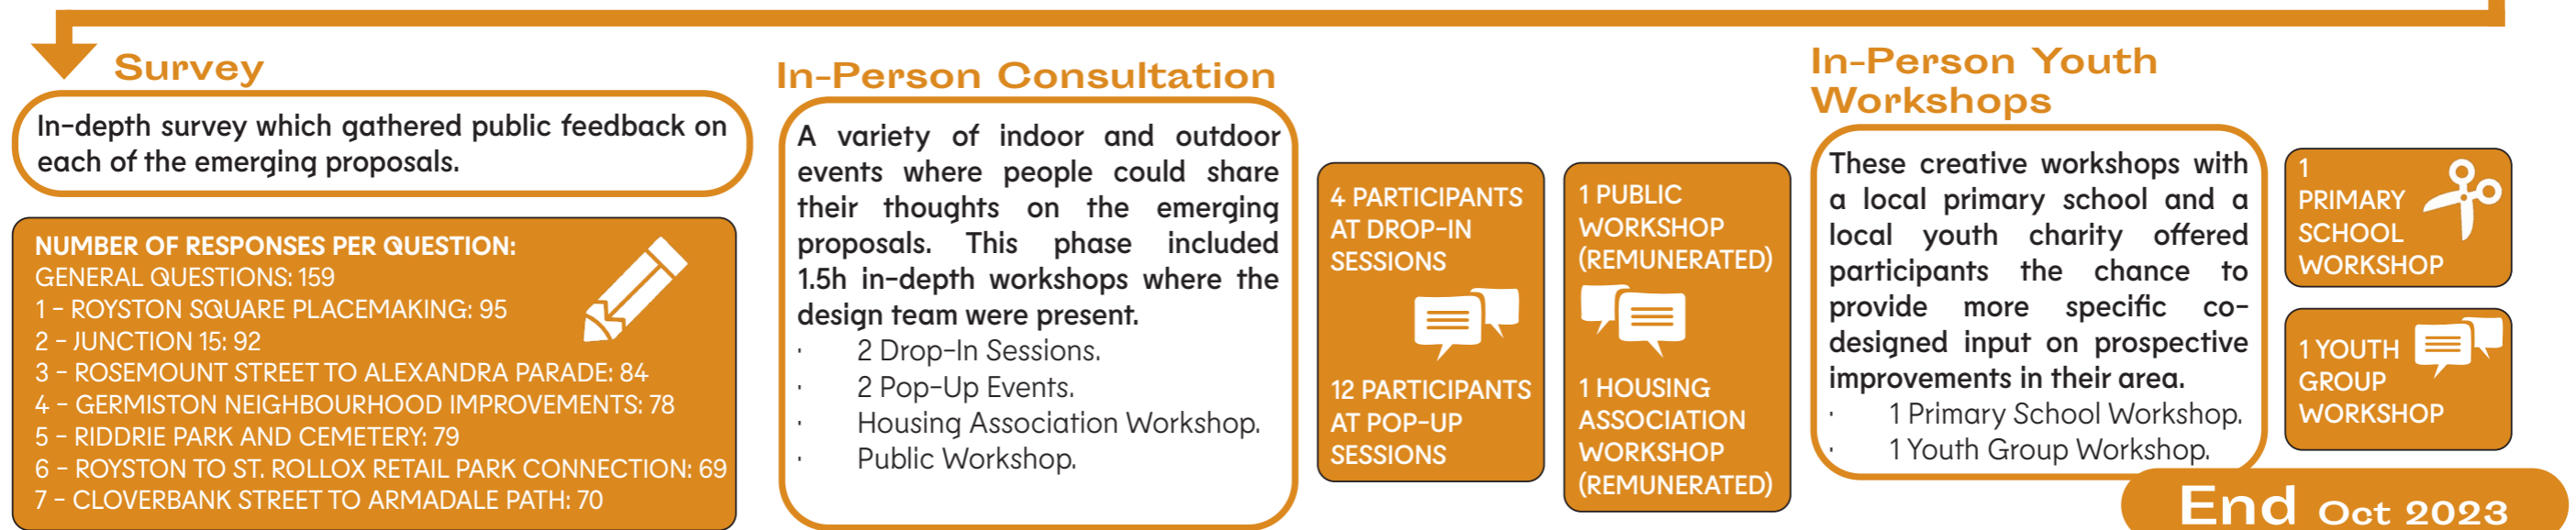 Survey
In-depth survey which gathered public feedback on
each of the emerging proposals.
NUMBER OF RESPONSES PER QUESTION:
GENERAL QUESTIONS: 159
1 - ROYSTON SQUARE PLACEMAKING: 95
2 - JUNCTION 15: 92
3 - ROSEMOUNT STREET TO ALEXANDRA PARADE: 84
4 - GERMISTON NEIGHBOURHOOD IMPROVEMENTS: 78
5 - RIDDRIE PARK AND CEMETERY: 79
6 - ROYSTON TO ST. ROLLOX RETAIL PARK CONNECTION: 69
7 - CLOVERBANK STREET TO ARMADALE PATH: 70
In-Person Consultation
A variety of indoor and outdoor
events where people could share
their thoughts on the emerging
proposals. This phase included
1.5h in-depth workshops where the
design team were present.
· 2 Drop-In Sessions.
· 2 Pop-Up Events.
· Housing Association Workshop.
· Public Workshop.
4 PARTICIPANTS
AT DROP-IN
SESSIONS
12 PARTICIPANTS
AT POP-UP
SESSIONS
1 PUBLIC
WORKSHOP
(REMUNERATED)
1 HOUSING
ASSOCIATION
WORKSHOP
(REMUNERATED)
In-Person Youth
Workshops
These creative workshops with
a local primary school and a
local youth charity offered
participants the chance to
provide more specific co-
designed input on prospective
improvements in their area.
· 1 Primary School Workshop.
· 1 Youth Group Workshop.
1
PRIMARY
SCHOOL
WORKSHOP
1 YOUTH
GROUP
WORKSHOP
End Oct 2023